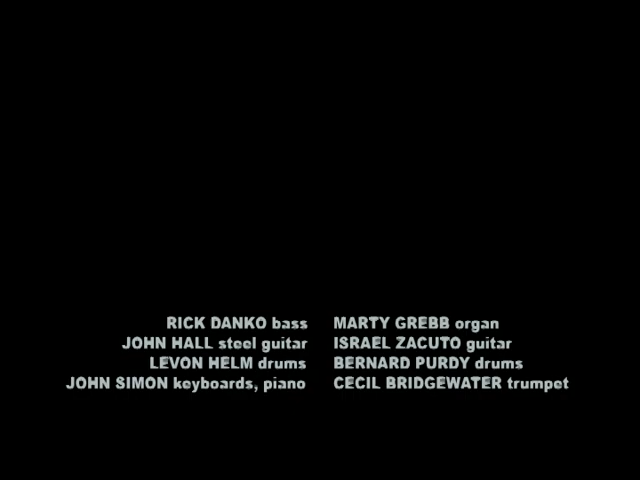 RICK DANKO bass MARTY GREBB organ
JOHN HALL steel guitar ISRAEL ZACUTO guitar
LEVON HELM drums BERNARD PURDY drums
JOHN SIMON keyboards, piano CECIL BRIDGEWATER trumpet